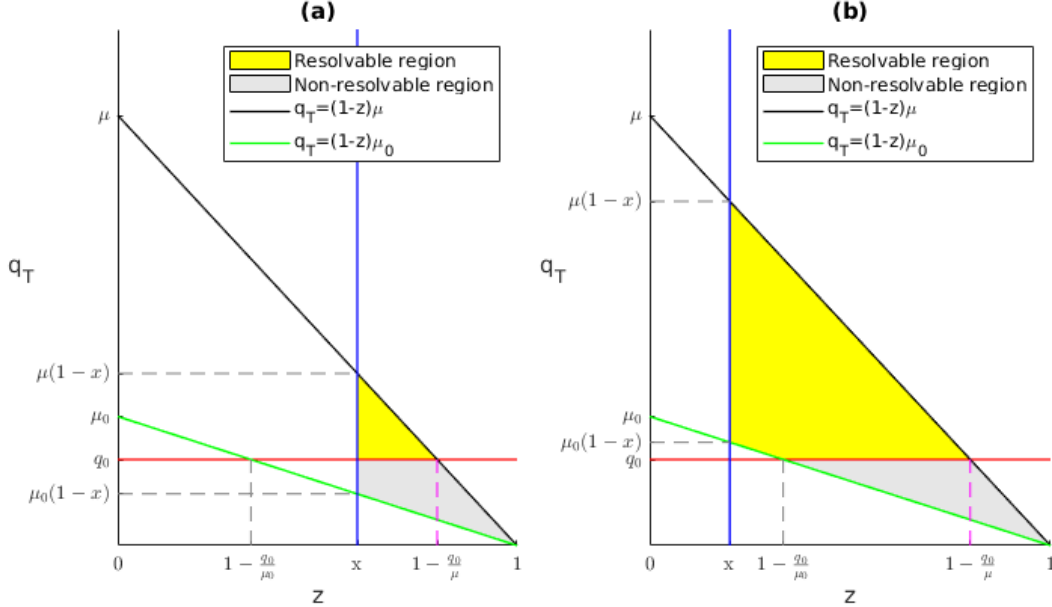 (a)
Resolvable region
Non-resolvable region
q_T=(1-z)μ
q_T=(1-z)μ_0
μ
q_T
μ(1 − x)
μ_0
q_0
μ_0(1 − x)
0
1 − q_0/μ_0
x
1 − q_0/μ
1
z
(b)
Resolvable region
Non-resolvable region
q_T=(1-z)μ
q_T=(1-z)μ_0
μ
μ(1 − x)
q_T
μ_0
μ_0(1 − x)
q_0
0
x
1 − q_0/μ_0
1 − q_0/μ
1
z